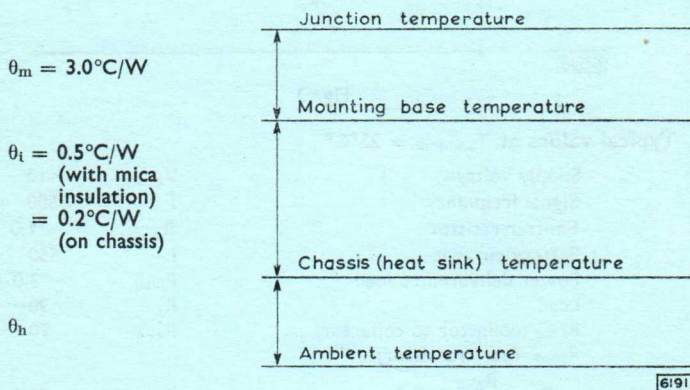 Junction temperature
θm = 3.0°C/W
Mounting base temperature
θi = 0.5°C/W
(with mica
insulation)
= 0.2°C/W
(on chassis)
Chassis (heat sink) temperature
θh
Ambient temperature
6191